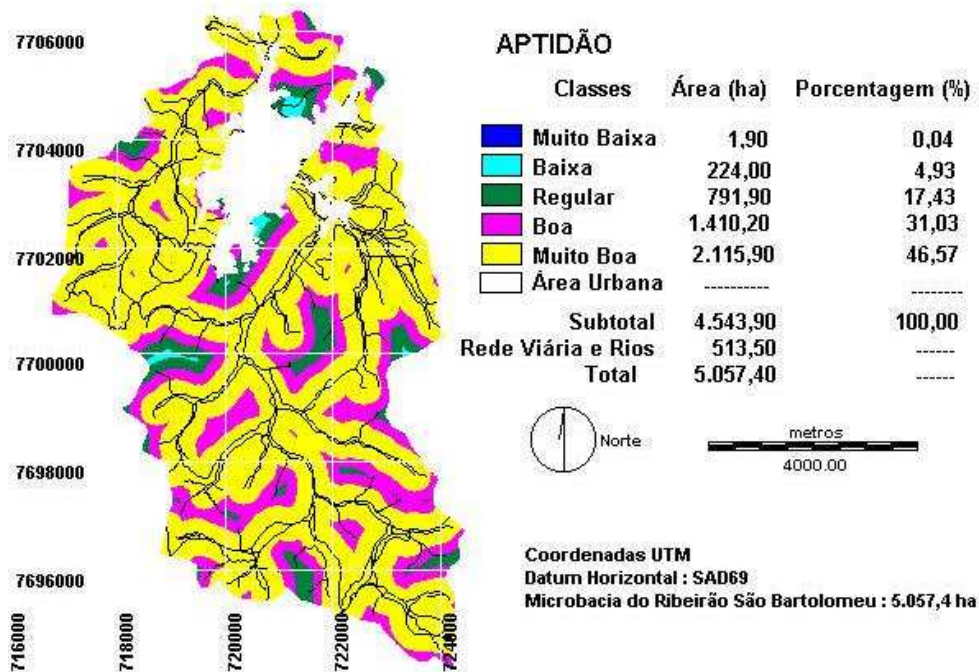 APTIDÃO
Classes Área (ha) Porcentagem (%)
Muito Baixa 1,90 0,04
Baixa 224,00 4,93
Regular 791,90 17,43
Boa 1.410,20 31,03
Muito Boa 2.115,90 46,57
Área Urbana ---------- --------
Subtotal 4.543,90 100,00
Rede Viária e Rios 513,50 ------
Total 5.057,40 ------
Norte
metros
4000.00
Coordenadas UTM
Datum Horizontal : SAD69
Microbacia do Ribeirão São Bartolomeu : 5.057,4 ha
7706000
7704000
7702000
7700000
7698000
7696000
716000
718000
720000
722000
724000